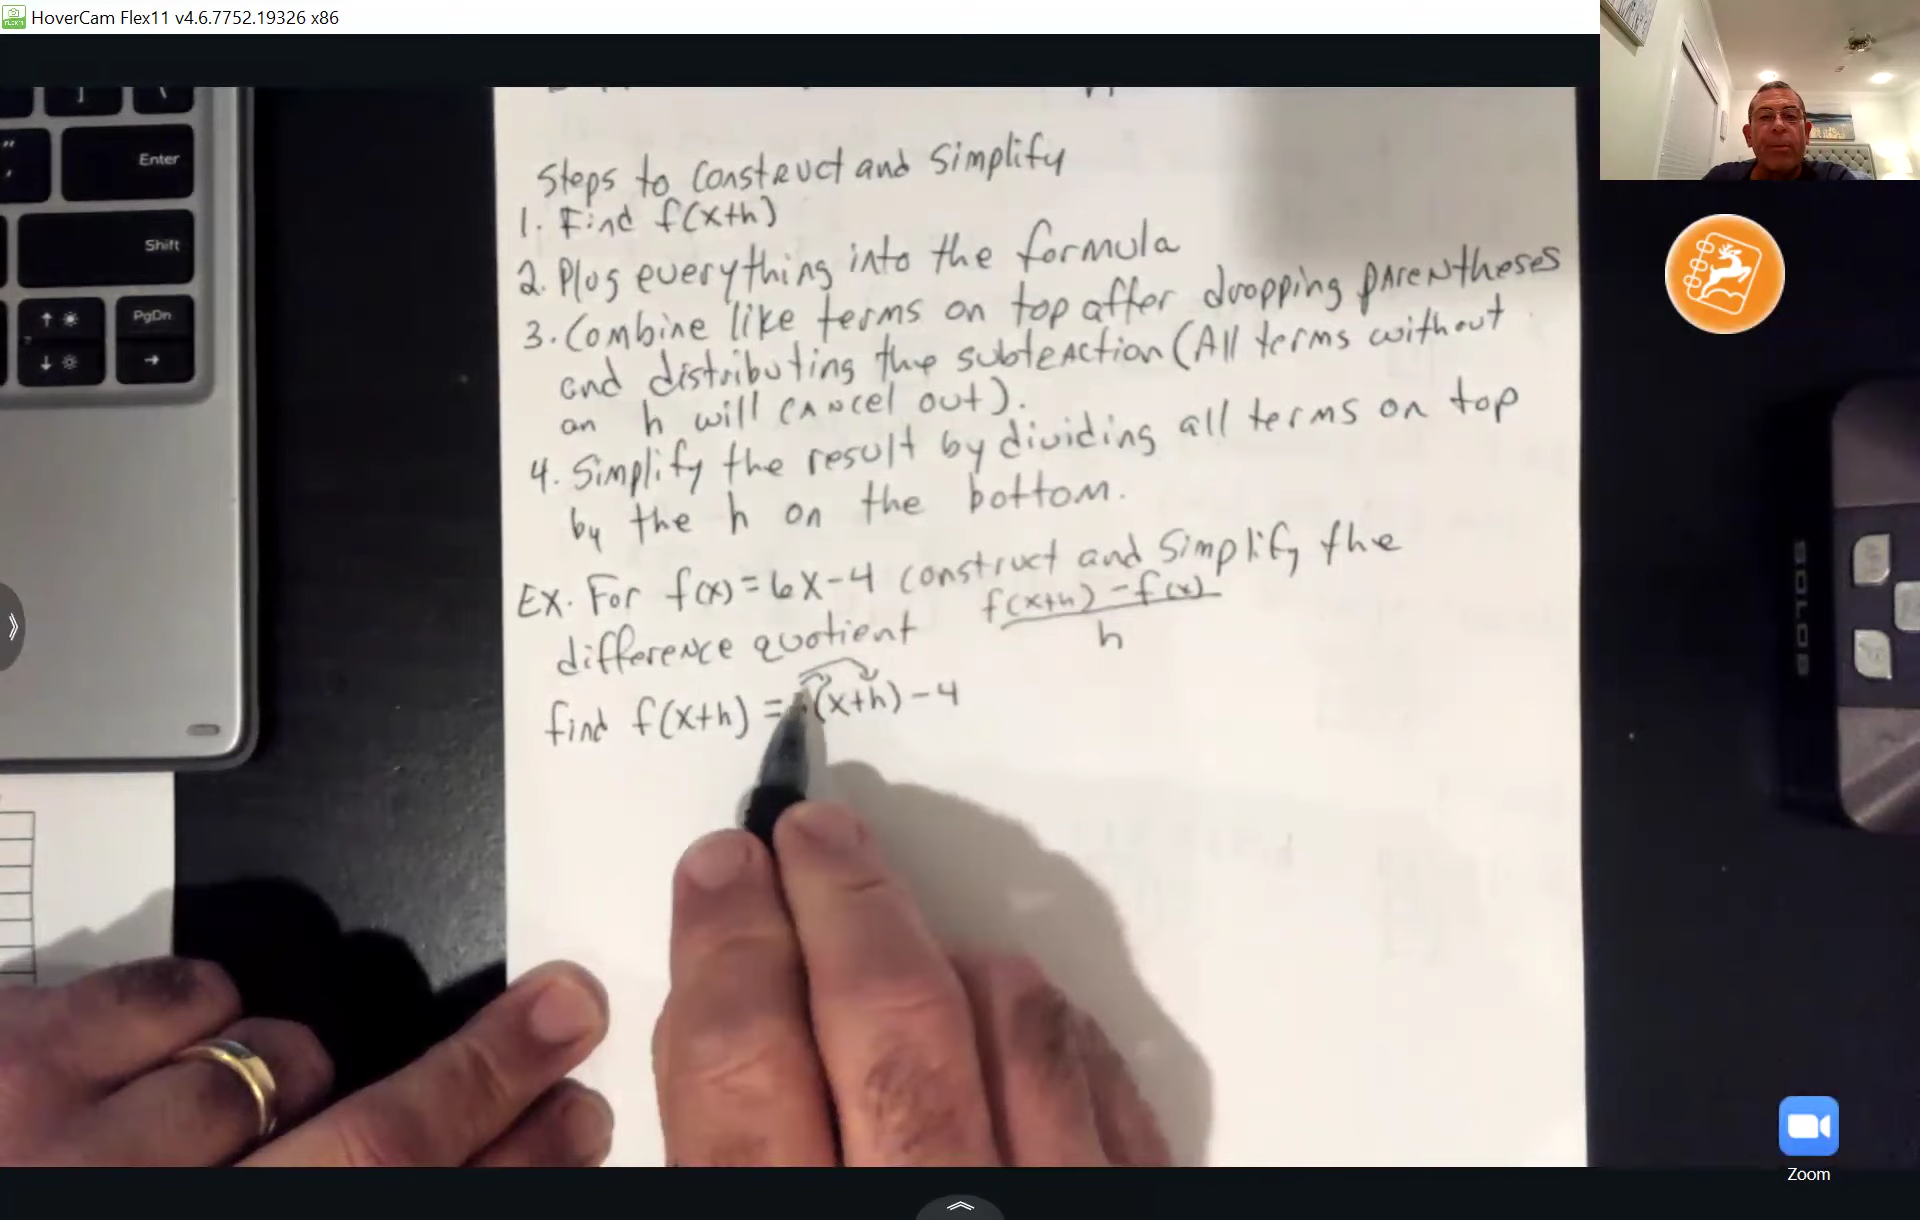 HoverCam Flex11 v4.6.7752.19326 x86
Enter
Shift
PgDn
Steps to construct and simplify
1. Find f(x+h)
2. Plug everything into the formula
3. Combine like terms on top after dropping parentheses
and distributing the subtraction (All terms without
an h will cancel out).
4. Simplify the result by dividing all terms on top
by the h on the bottom.
Ex. For f(x) = 6x-4 construct and simplify the
difference quotient f(x+h) - f(x)
h
find f(x+h) = (x+h) - 4
Zoom